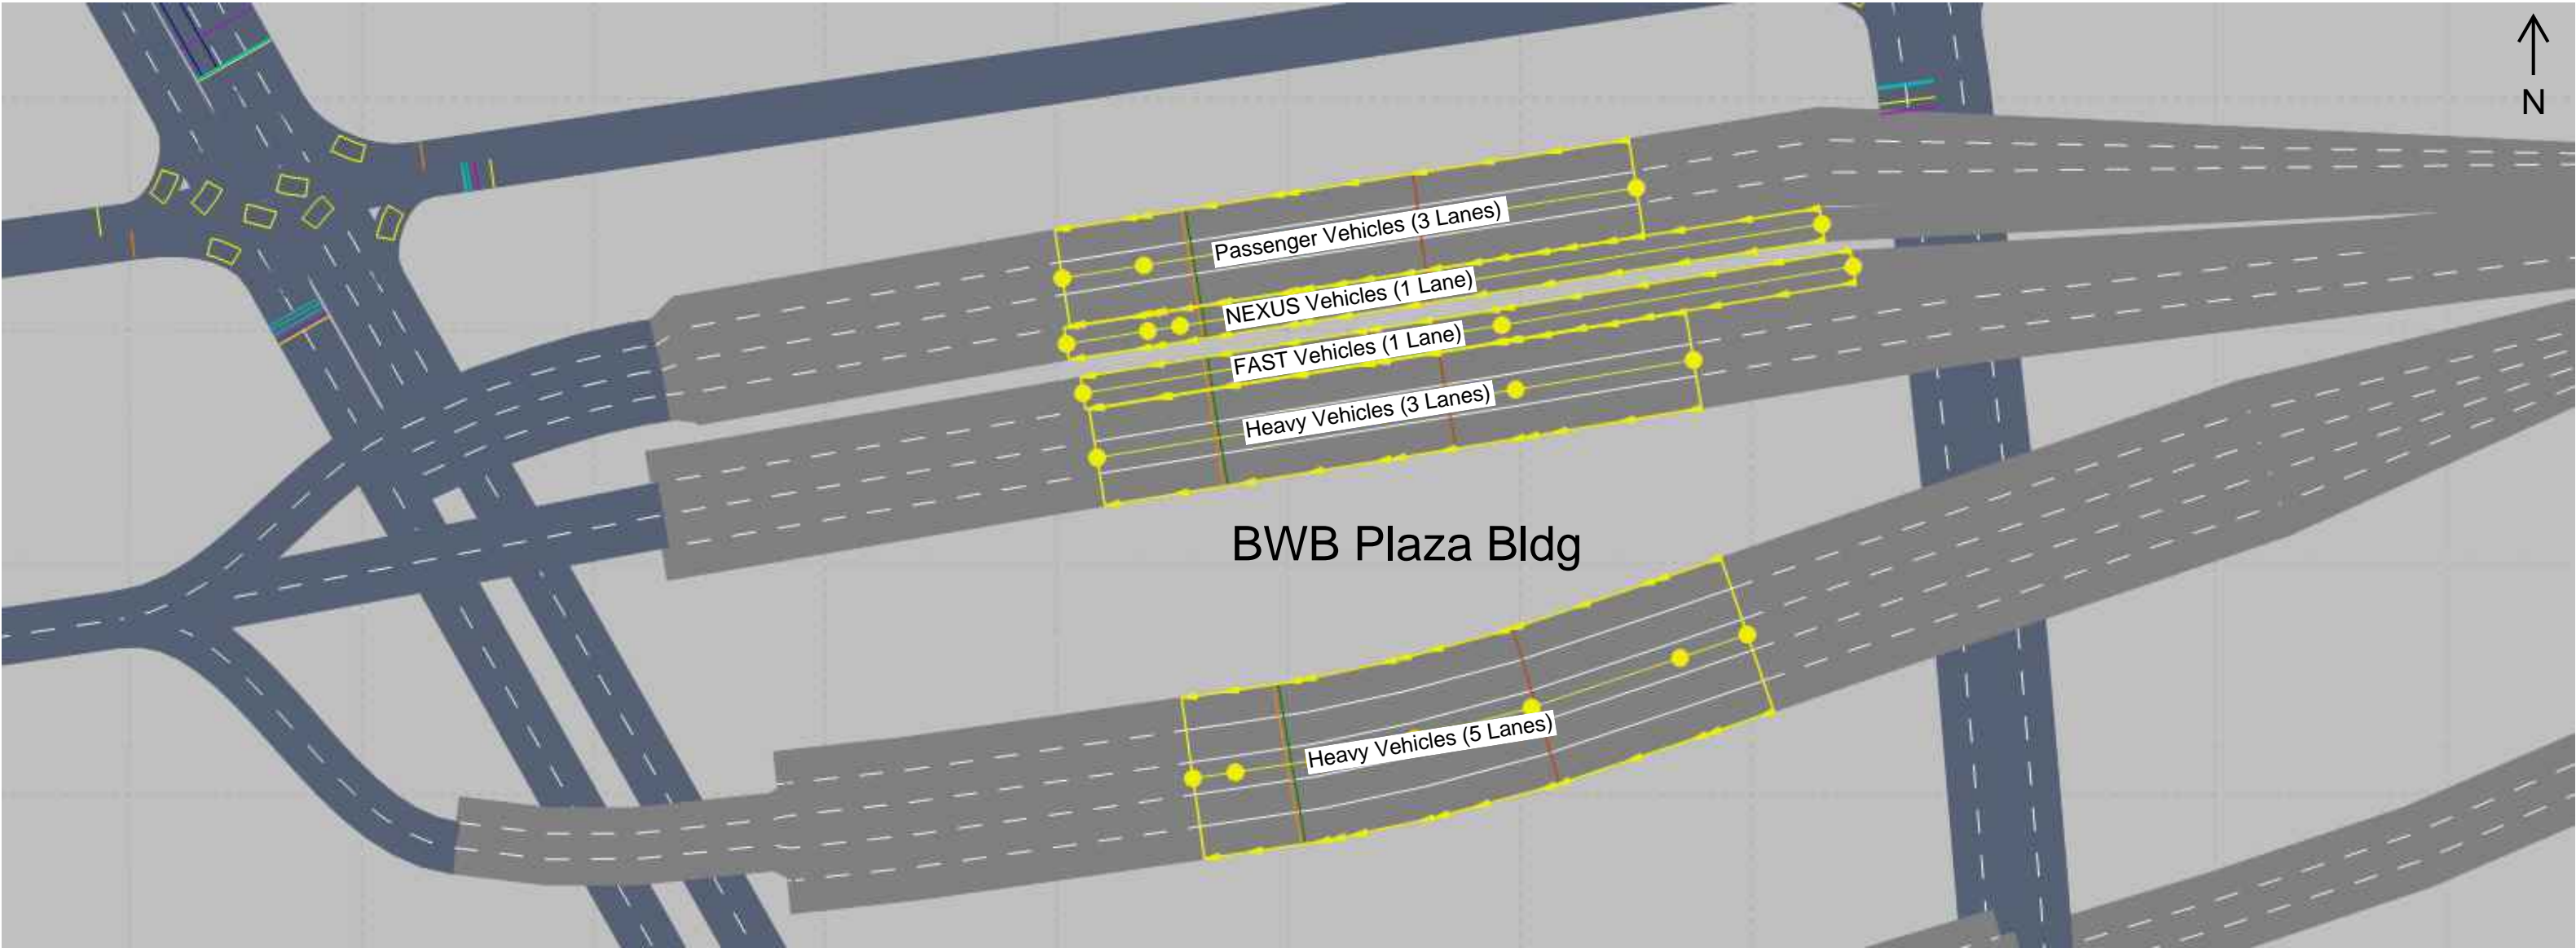 N
Passenger Vehicles (3 Lanes)
NEXUS Vehicles (1 Lane)
FAST Vehicles (1 Lane)
Heavy Vehicles (3 Lanes)
BWB Plaza Bldg
Heavy Vehicles (5 Lanes)